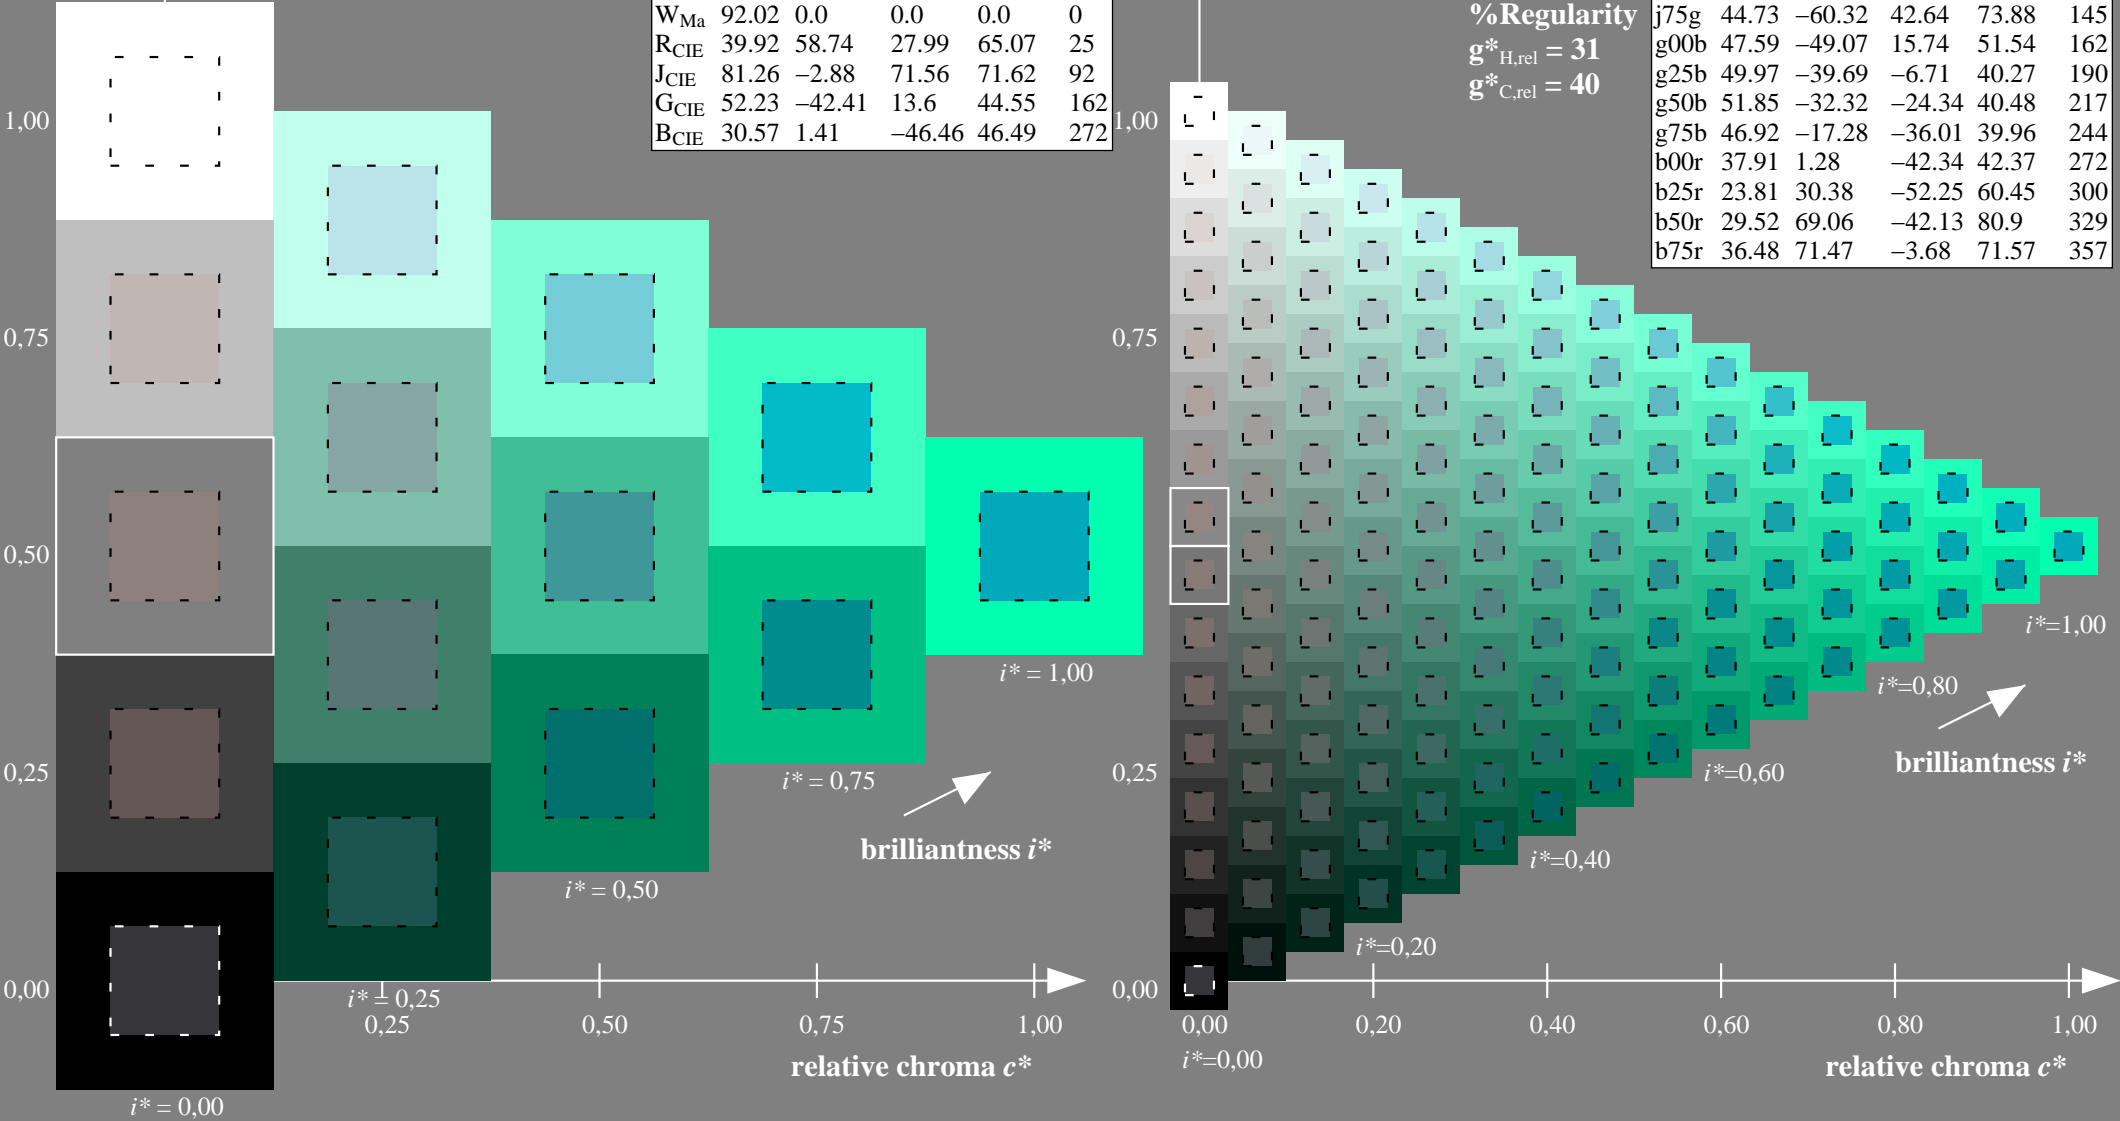 W_Ma 92.02 0.0 0.0 0.0 0
R_CIE 39.92 58.74 27.99 65.07 25
J_CIE 81.26 −2.88 71.56 71.62 92
G_CIE 52.23 −42.41 13.6 44.55 162
B_CIE 30.57 1.41 −46.46 46.49 272
1,00
0,75
0,50
0,25
0,00
i* = 1,00
i* = 0,75
brilliantness i*
i* = 0,50
i* = 0,25
0,25 0,50 0,75 1,00
relative chroma c*
i* = 0,00
%Regularity
g*H,rel = 31
g*C,rel = 40
j75g 44.73 −60.32 42.64 73.88 145
g00b 47.59 −49.07 15.74 51.54 162
g25b 49.97 −39.69 −6.71 40.27 190
g50b 51.85 −32.32 −24.34 40.48 217
g75b 46.92 −17.28 −36.01 39.96 244
b00r 37.91 1.28 −42.34 42.37 272
b25r 23.81 30.38 −52.25 60.45 300
b50r 29.52 69.06 −42.13 80.9 329
b75r 36.48 71.47 −3.68 71.57 357
1,00
0,75
0,25
0,00
i*=1,00
i*=0,80
brilliantness i*
i*=0,60
i*=0,40
i*=0,20
0,00 0,20 0,40 0,60 0,80 1,00
i*=0,00
relative chroma c*